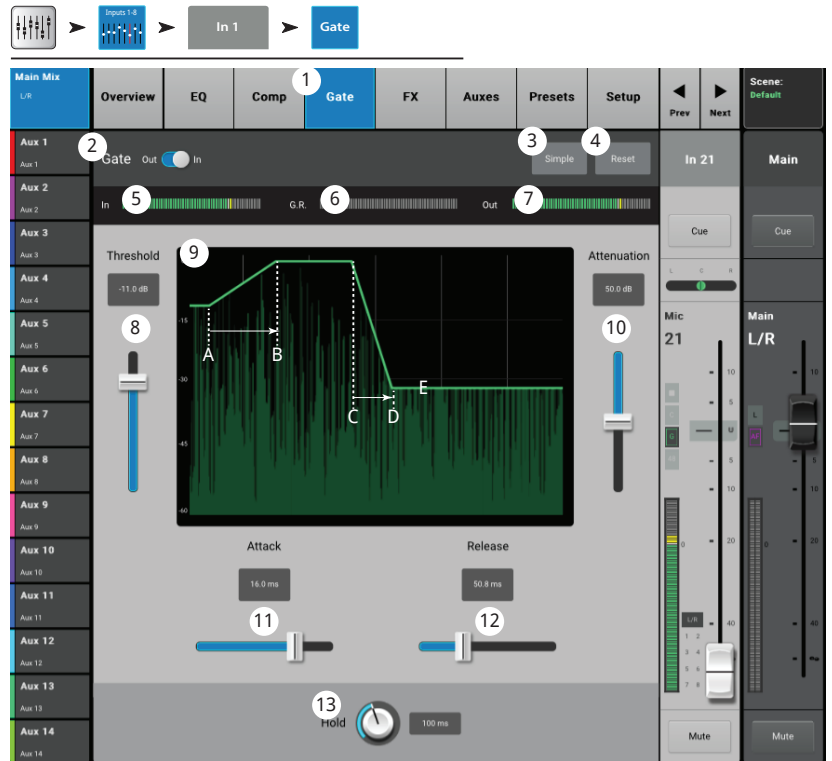 Inputs 1-8
In 1
Gate
Main Mix
L/R
1
Overview
EQ
Comp
Gate
FX
Auxes
Presets
Setup
Prev
Next
Scene:
Default
Aux 1
Aux 1
Aux 2
Aux 2
Aux 3
Aux 3
Aux 4
Aux 4
Aux 5
Aux 5
Aux 6
Aux 6
Aux 7
Aux 7
Aux 8
Aux 8
Aux 9
Aux 9
Aux 10
Aux 10
Aux 11
Aux 11
Aux 12
Aux 12
Aux 13
Aux 13
Aux 14
Aux 14
2
Gate Out In
3
Simple
4
Reset
In 5
G.R. 6
Out 7
Threshold
-11.0 dB
8
9
-15
-30
-45
-60
A
B
C
D
E
Attenuation
50.0 dB
10
Attack
16.0 ms
11
Release
50.8 ms
12
13
Hold
100 ms
In 21
Cue
L C R
Mic
21
10
5
U
5
10
20
40
G
0
L/R
1 2
3 4
5 6
7 8
Mute
Main
Cue
Main
L/R
10
5
10
20
40
L
0
Mute